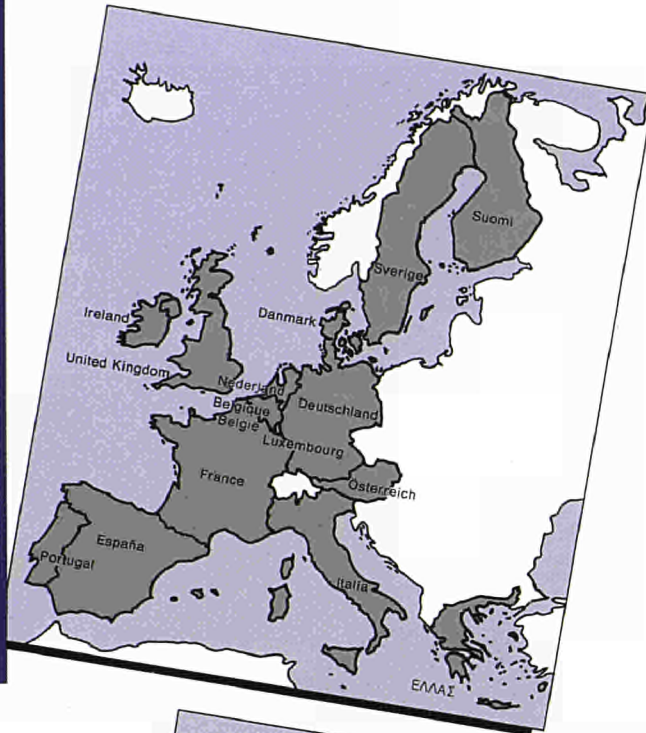 Suomi
Sverige
Ireland
Danmark
United Kingdom
Nederland
Belgique
België
Deutschland
Luxembourg
France
Österreich
España
Portugal
Italia
ΕΛΛΑΣ